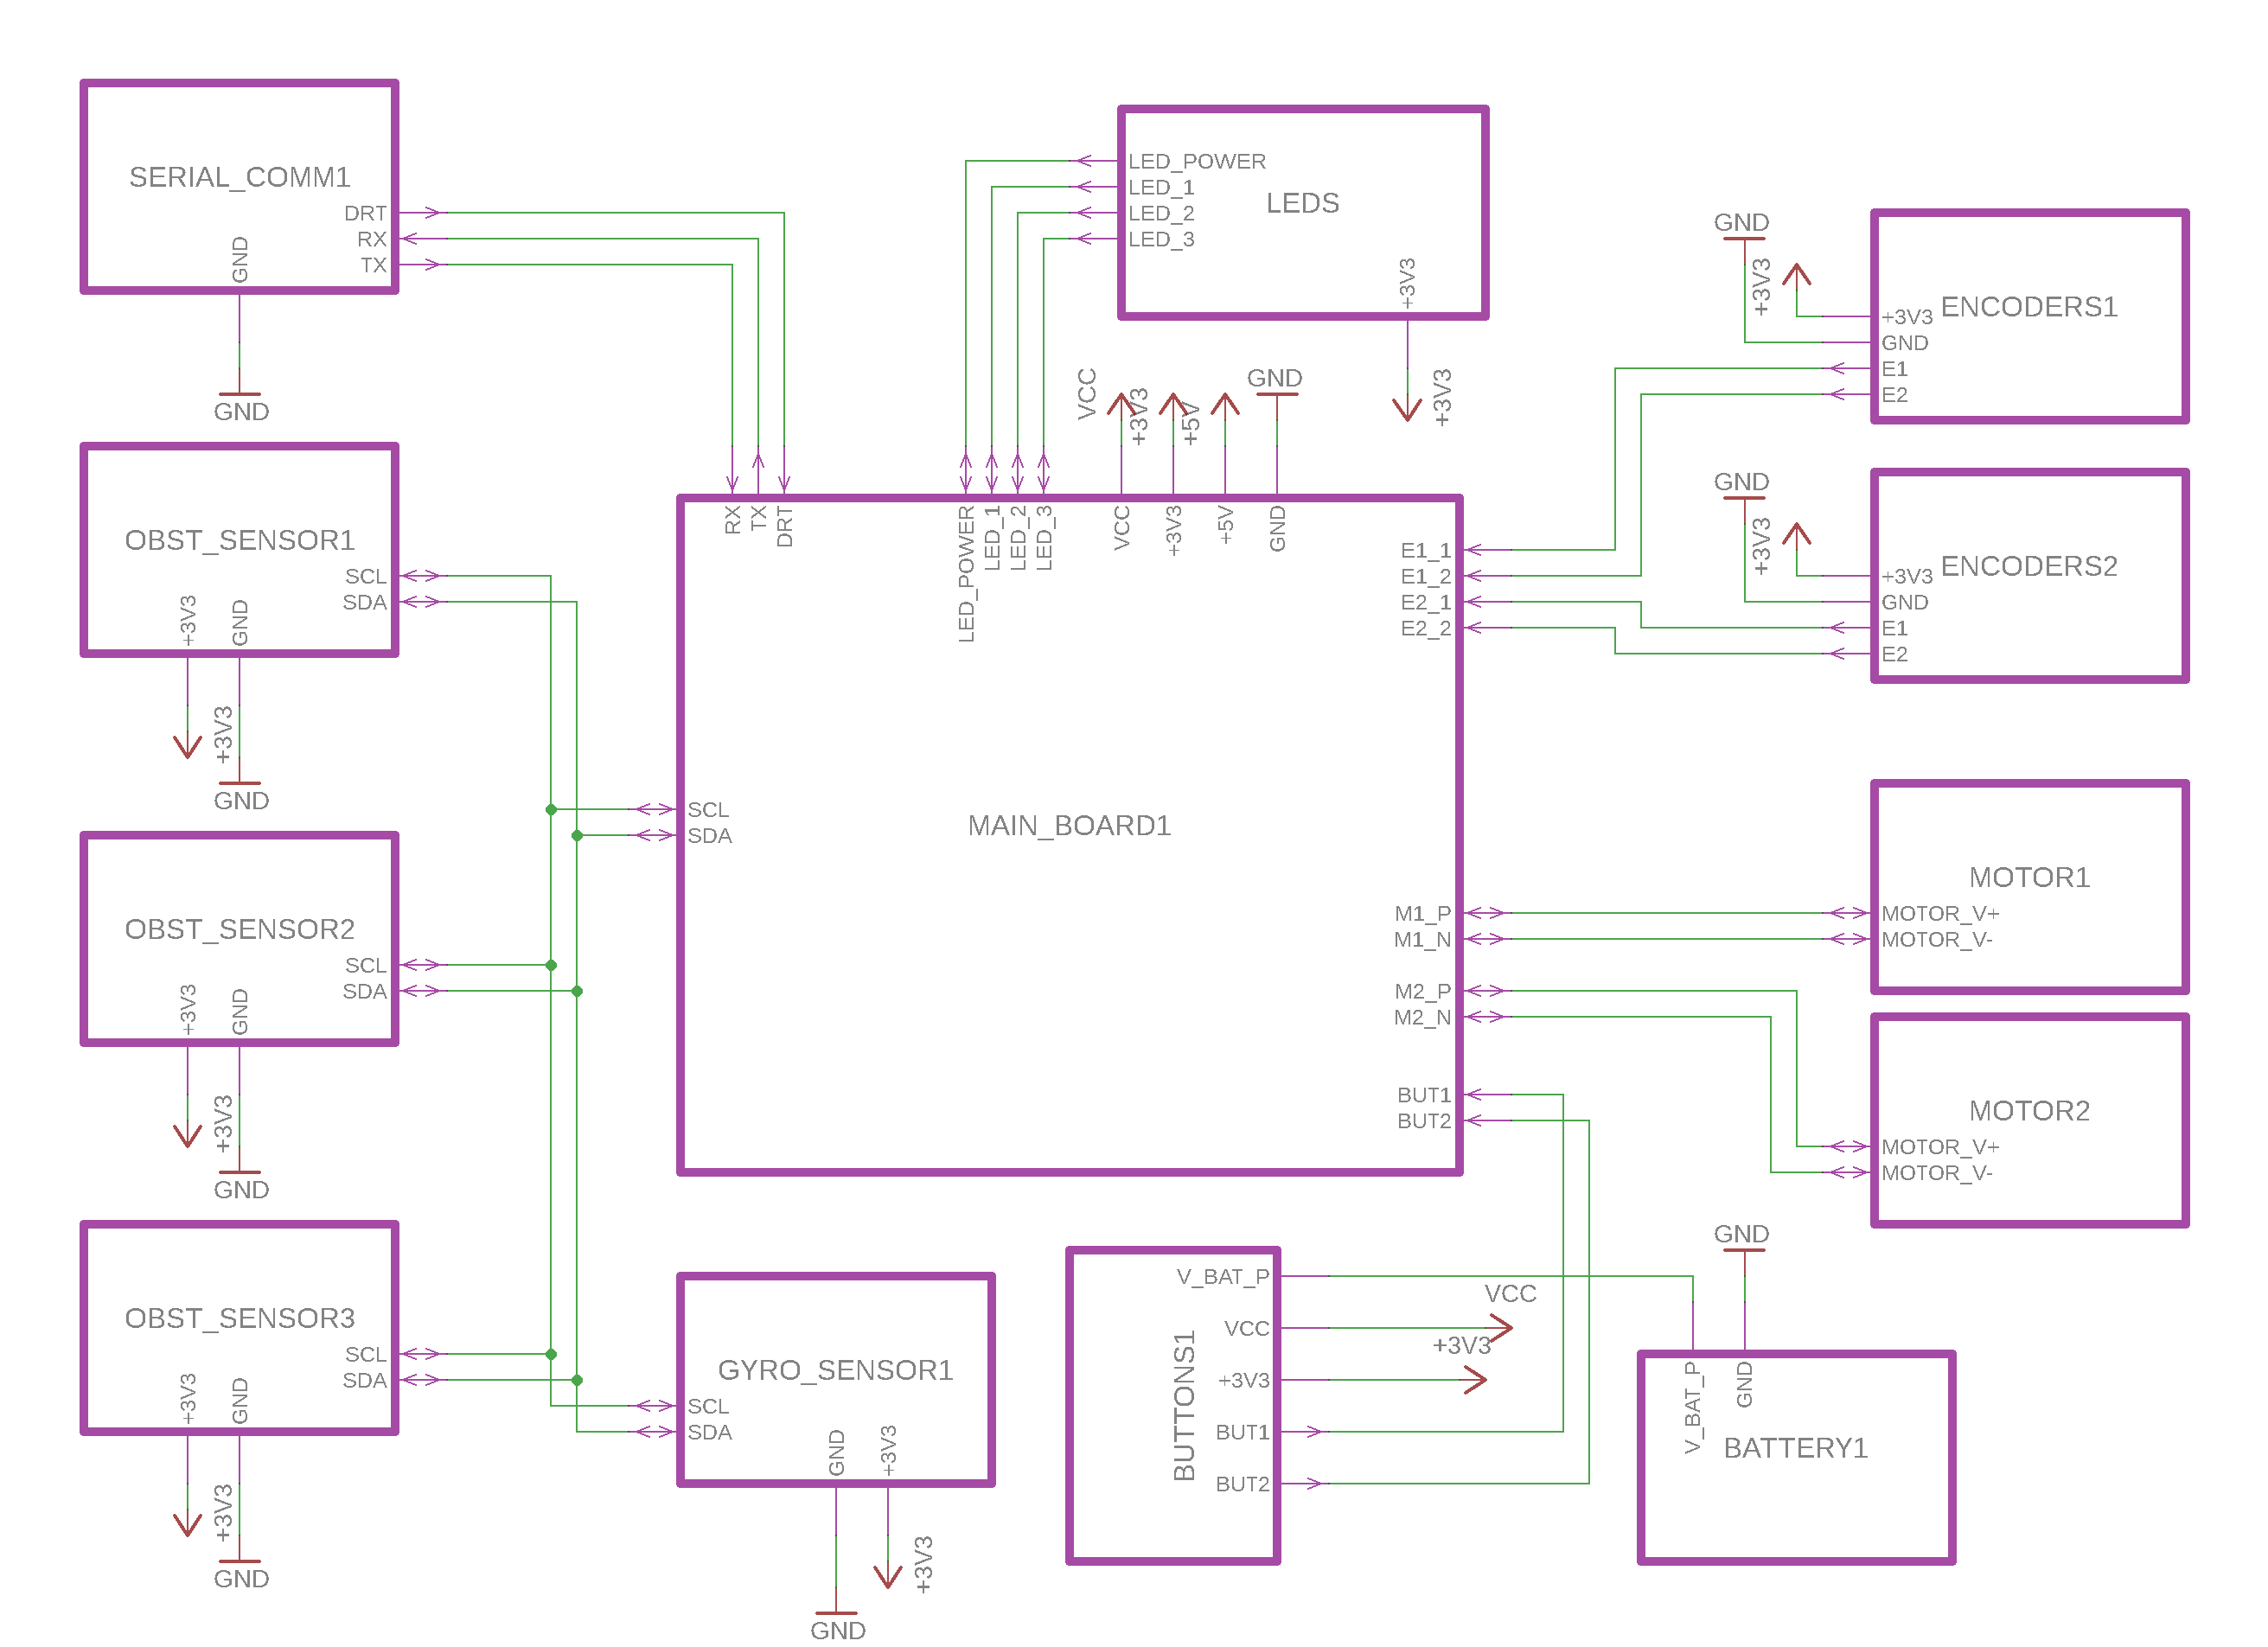 SERIAL_COMM1
DRT
RX
TX
GND
GND
LEDS
LED_POWER
LED_1
LED_2
LED_3
+3V3
+3V3
ENCODERS1
GND
+3V3
+3V3
GND
E1
E2
ENCODERS2
GND
+3V3
+3V3
GND
E1
E2
OBST_SENSOR1
SCL
SDA
+3V3
GND
+3V3
GND
MAIN_BOARD1
VCC
+3V3
+5V
GND
RX
TX
DRT
LED_POWER
LED_1
LED_2
LED_3
VCC
+3V3
+5V
GND
E1_1
E1_2
E2_1
E2_2
SCL
SDA
M1_P
M1_N
M2_P
M2_N
BUT1
BUT2
MOTOR1
MOTOR_V+
MOTOR_V-
MOTOR2
MOTOR_V+
MOTOR_V-
OBST_SENSOR2
SCL
SDA
+3V3
GND
+3V3
GND
OBST_SENSOR3
SCL
SDA
+3V3
GND
+3V3
GND
GYRO_SENSOR1
SCL
SDA
GND
+3V3
+3V3
GND
BUTTONS1
V_BAT_P
VCC
+3V3
BUT1
BUT2
VCC
+3V3
GND
V_BAT_P
GND
BATTERY1